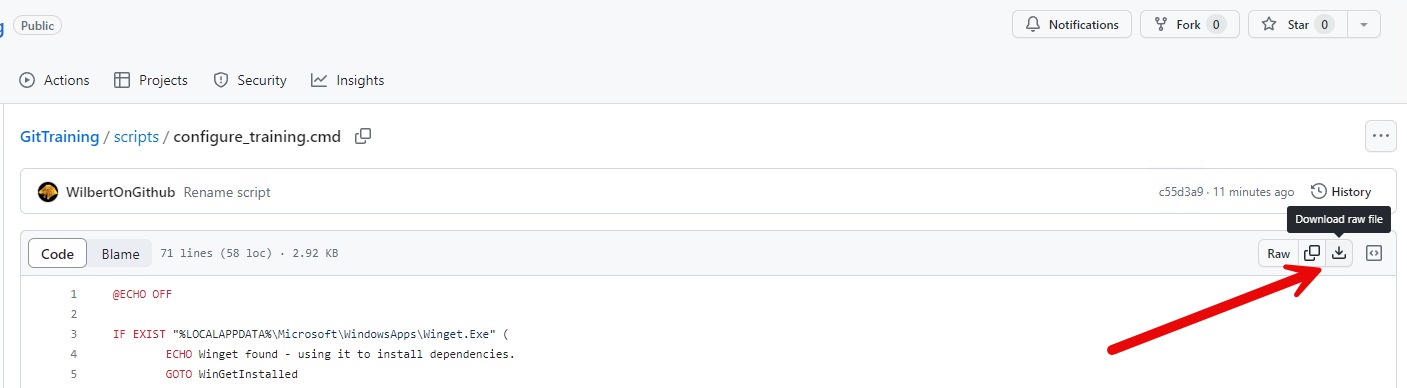 g Public Notifications Fork 0 Star 0
Actions Projects Security Insights
GitTraining / scripts / configure_training.cmd
WilbertOnGithub Rename script c55d3a9 · 11 minutes ago History
Download raw file
Code Blame 71 lines (58 loc) · 2.92 KB Raw
1 @ECHO OFF
2
3 IF EXIST "%LOCALAPPDATA%\Microsoft\WindowsApps\Winget.Exe" (
4 ECHO Winget found - using it to install dependencies.
5 GOTO WinGetInstalled